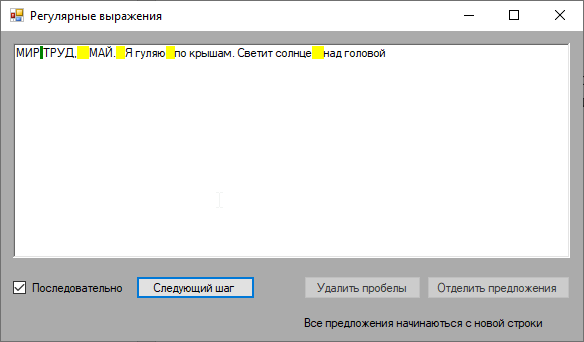 Регулярные выражения
МИР ТРУД,  МАЙ.  Я гуляю  по крышам. Светит солнце  над головой
Последовательно
Следующий шаг
Удалить пробелы
Отделить предложения
Все предложения начинаються с новой строки